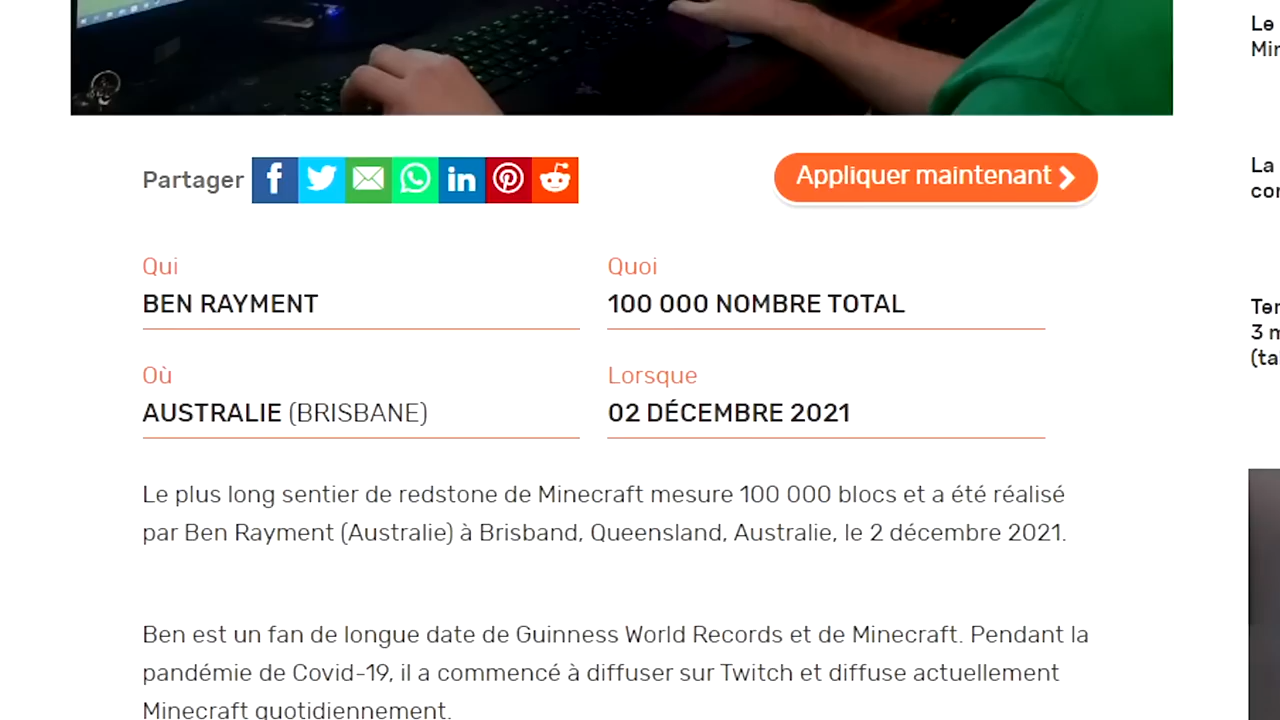 Partager
Appliquer maintenant
Qui
BEN RAYMENT
Quoi
100 000 NOMBRE TOTAL
Où
AUSTRALIE (BRISBANE)
Lorsque
02 DÉCEMBRE 2021
Le plus long sentier de redstone de Minecraft mesure 100 000 blocs et a été réalisé
par Ben Rayment (Australie) à Brisband, Queensland, Australie, le 2 décembre 2021.
Ben est un fan de longue date de Guinness World Records et de Minecraft. Pendant la
pandémie de Covid-19, il a commencé à diffuser sur Twitch et diffuse actuellement
Minecraft quotidiennement.
Le
La